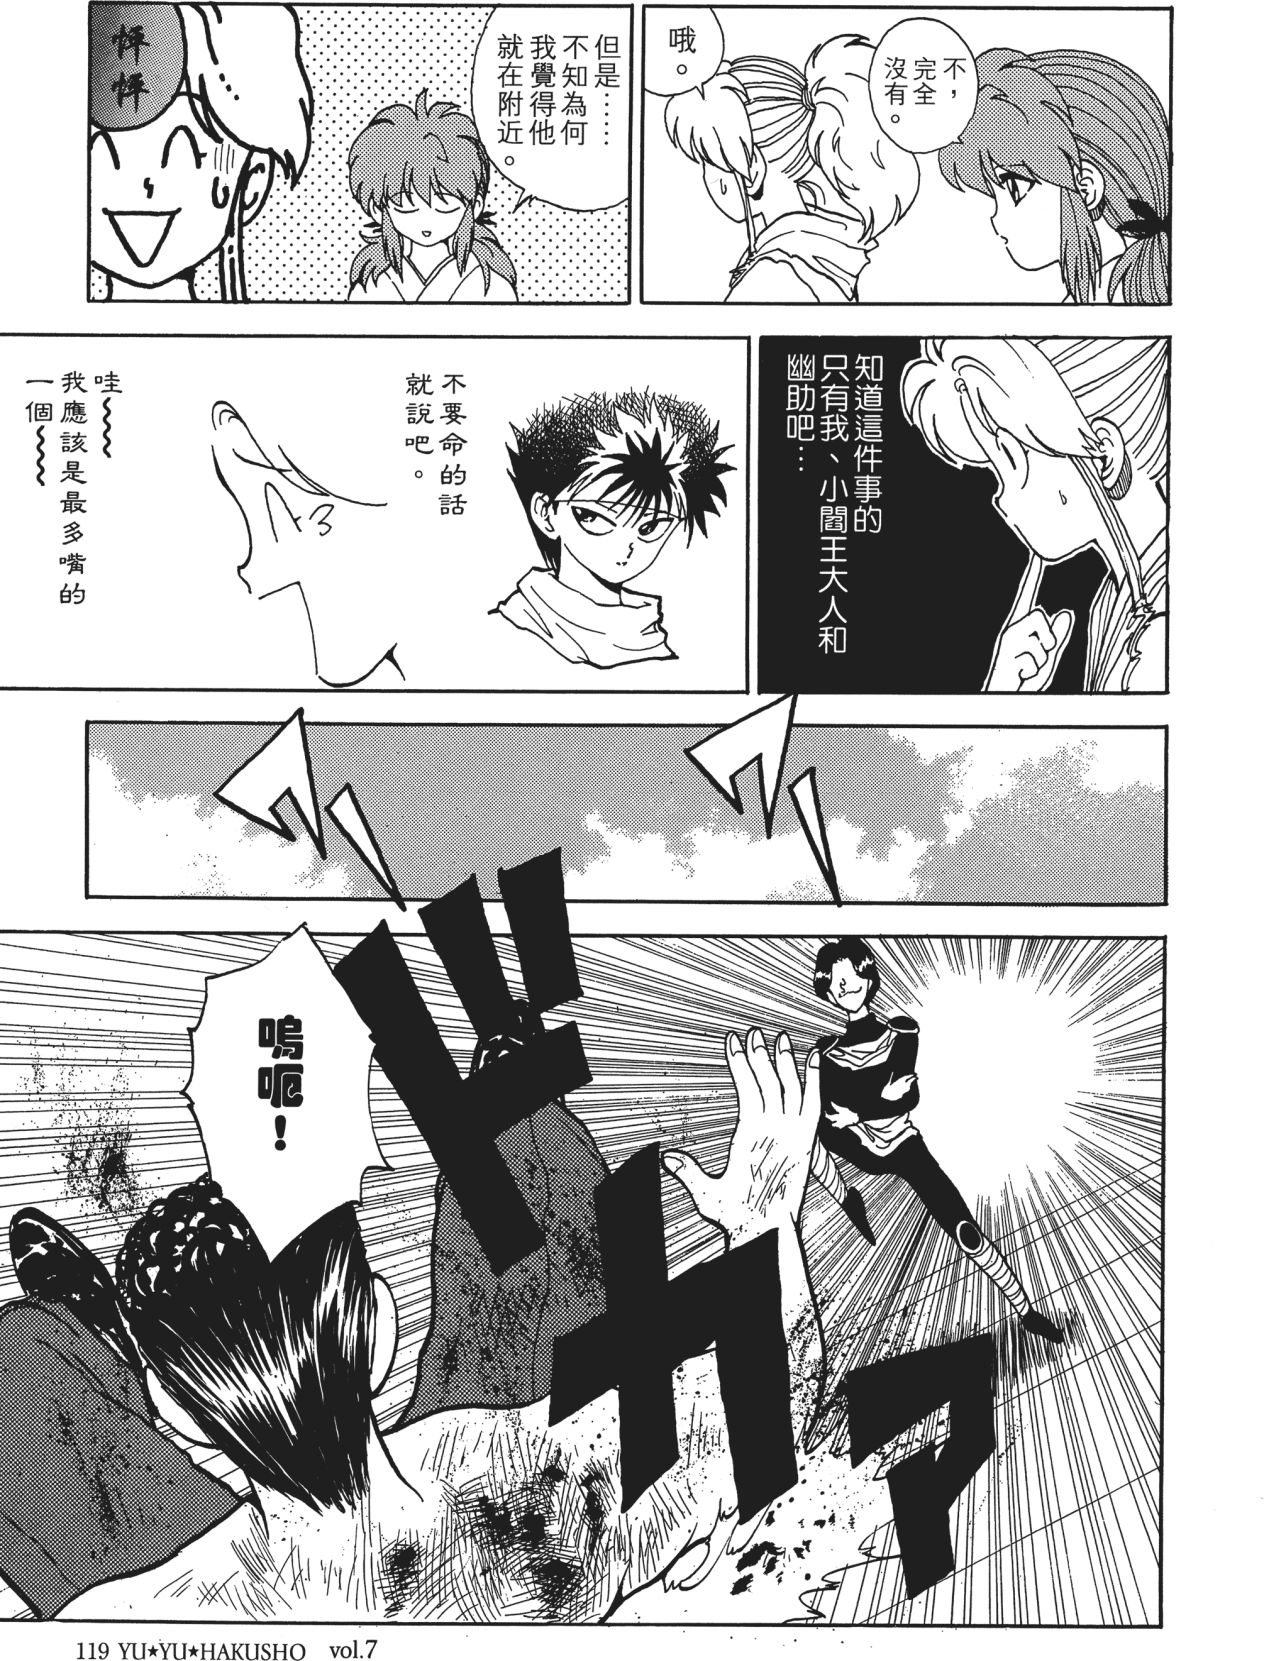 不，
完全
沒有。
哦。
但是……
不知為何
我覺得他
就在附近。
怦怦
知道這件事的
只有我、小閻王大人和
幽助吧…
不要命的話
就說吧。
哇～～
我應該是最多嘴的
一個～～
嗚呃！
ドガァ
119 YU★YU★HAKUSHO vol.7